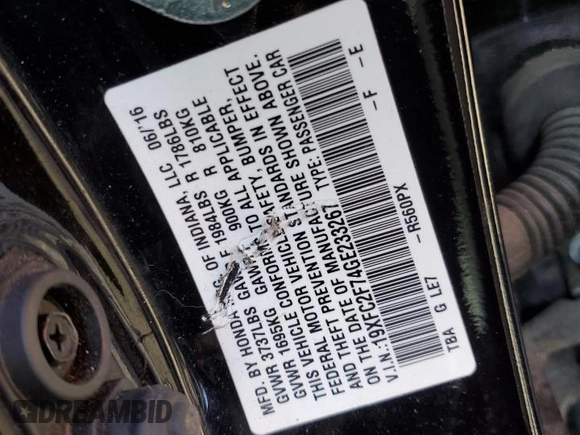 MFD. BY HONDA OF INDIANA, LLC 06/16
GVWR 3737LBS GAWR F 1984LBS R 1786LBS
1695KG GAWR F 900KG R 810KG
THIS VEHICLE CONFORMS TO ALL APPLICABLE
FEDERAL MOTOR VEHICLE SAFETY, BUMPER,
AND THEFT PREVENTION STANDARDS IN EFFECT
ON THE DATE OF MANUFACTURE SHOWN ABOVE.
V.I.N.: 19XFC2F74GE233267 TYPE: PASSENGER CAR
F E
TBA G LE7 R560PX
DREAMBID